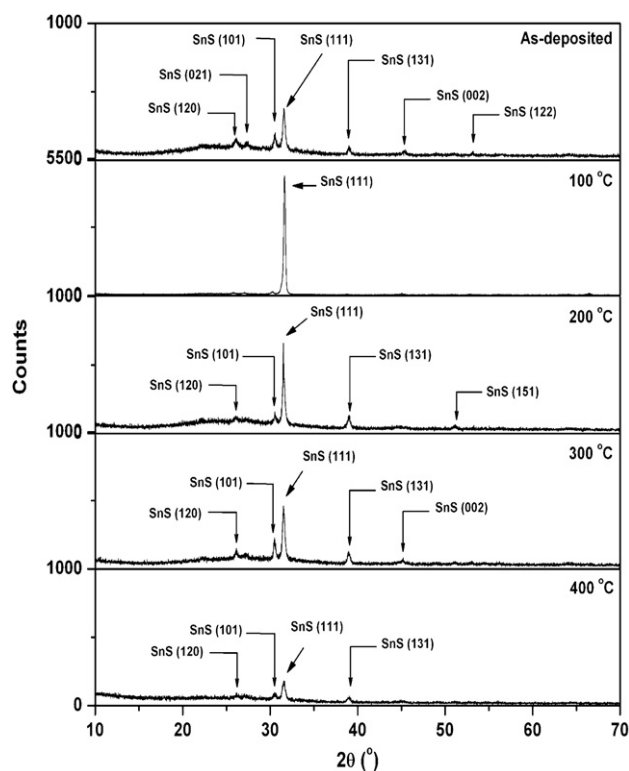 1000
As-deposited
SnS (101)
SnS (111)
SnS (131)
SnS (021)
SnS (002)
SnS (120)
SnS (122)
5500
100 °C
SnS (111)
1000
200 °C
SnS (111)
SnS (101)
SnS (131)
SnS (120)
SnS (151)
1000
300 °C
SnS (111)
SnS (101)
SnS (131)
SnS (120)
SnS (002)
1000
400 °C
SnS (111)
SnS (101)
SnS (131)
SnS (120)
0
10 20 30 40 50 60 70
2θ (°)
Counts